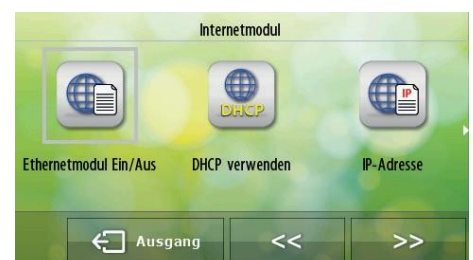 Internetmodul
DHCP
IP
Ethernetmodul Ein/Aus DHCP verwenden IP-Adresse
Ausgang << >>